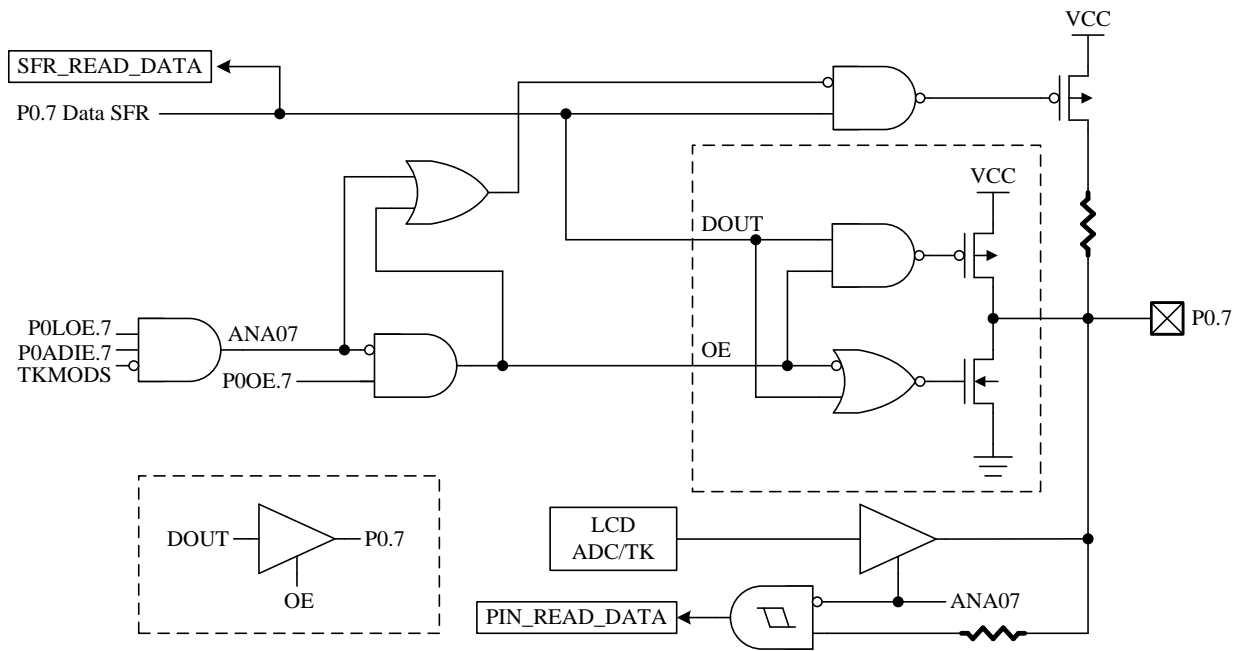 VCC
SFR_READ_DATA
P0.7 Data SFR
VCC
DOUT
P0LOE.7
ANA07
P0ADIE.7
TKMODS
P0OE.7
OE
P0.7
DOUT
P0.7
OE
LCD
ADC/TK
ANA07
PIN_READ_DATA